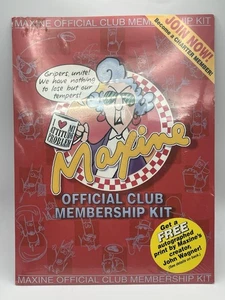 MAXINE OFFICIAL CLUB MEMBERSHIP KIT
JOIN NOW!
Become a CHARTER MEMBER!
Gripers, unite!
We have nothing
to lose but our
tempers!
I ♥ MY
ATTITUDE
PROBLEM
Maxine
OFFICIAL CLUB
MEMBERSHIP KIT
Get a
FREE
autographed
print by Maxine's
creator,
John Wagner!
MAXINE OFFICIAL CLUB MEMBERSHIP KIT